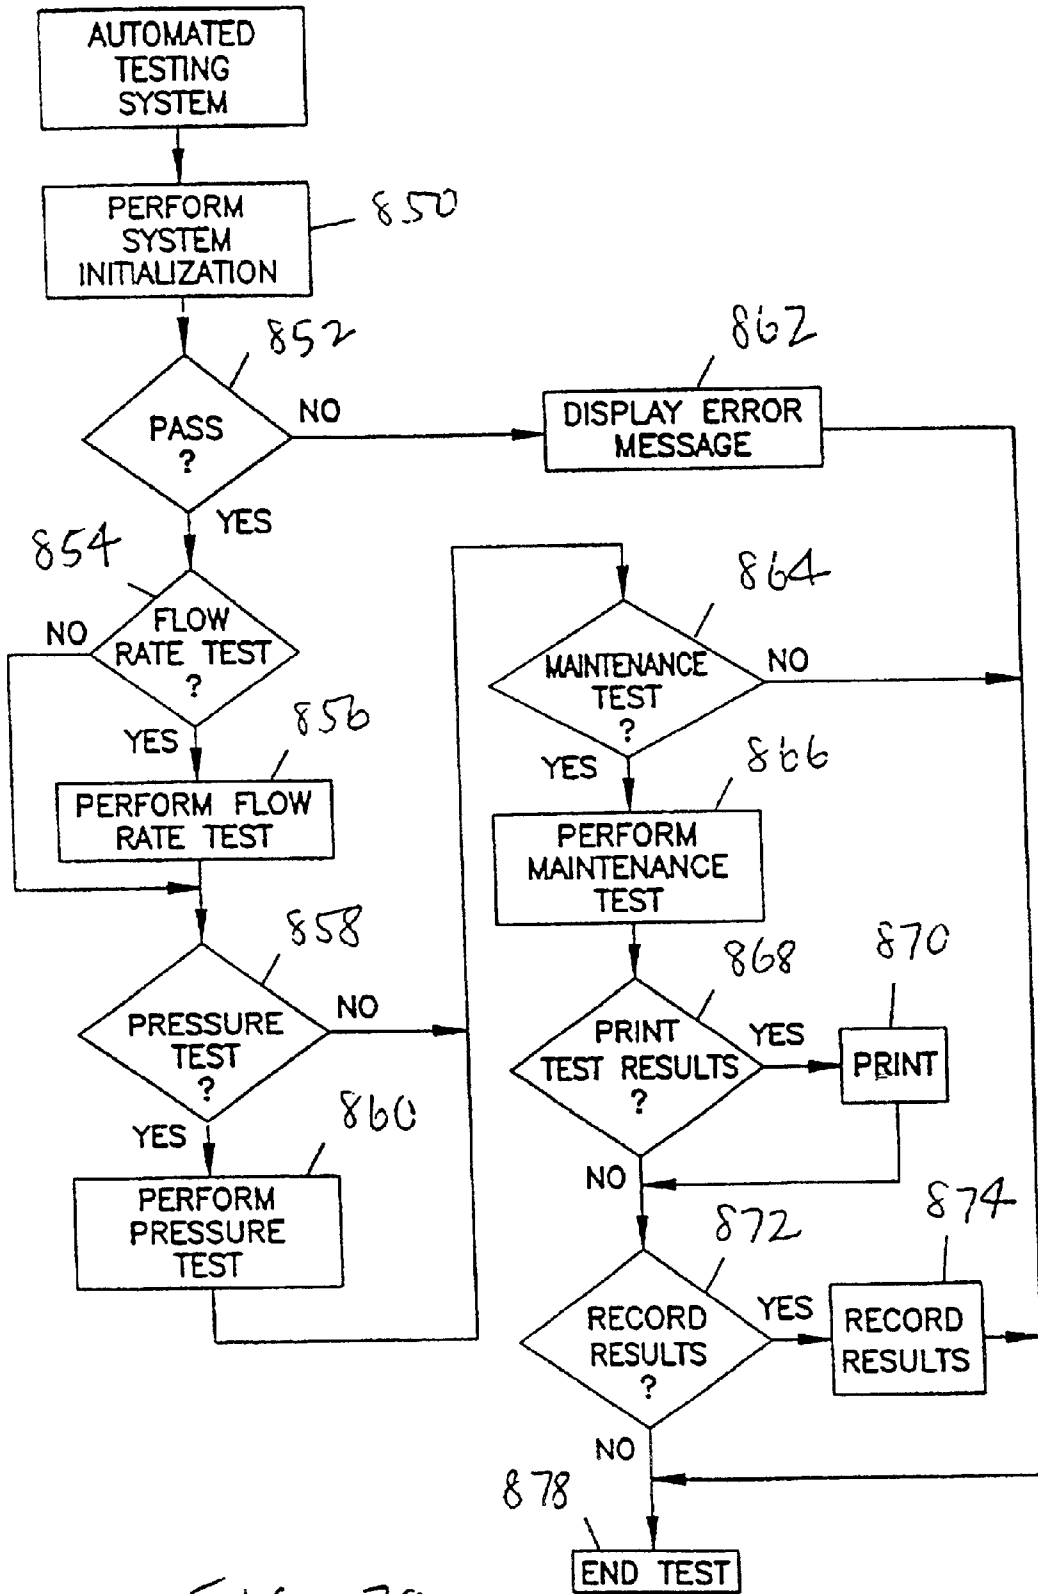 AUTOMATED
TESTING
SYSTEM
PERFORM
SYSTEM
INITIALIZATION
850
852
PASS
?
NO
YES
862
DISPLAY ERROR
MESSAGE
854
FLOW
RATE TEST
?
NO
YES
856
PERFORM FLOW
RATE TEST
858
PRESSURE
TEST
?
NO
YES
860
PERFORM
PRESSURE
TEST
864
MAINTENANCE
TEST
?
NO
YES
866
PERFORM
MAINTENANCE
TEST
868
PRINT
TEST RESULTS
?
YES
870
PRINT
NO
872
RECORD
RESULTS
?
YES
874
RECORD
RESULTS
NO
878
END TEST